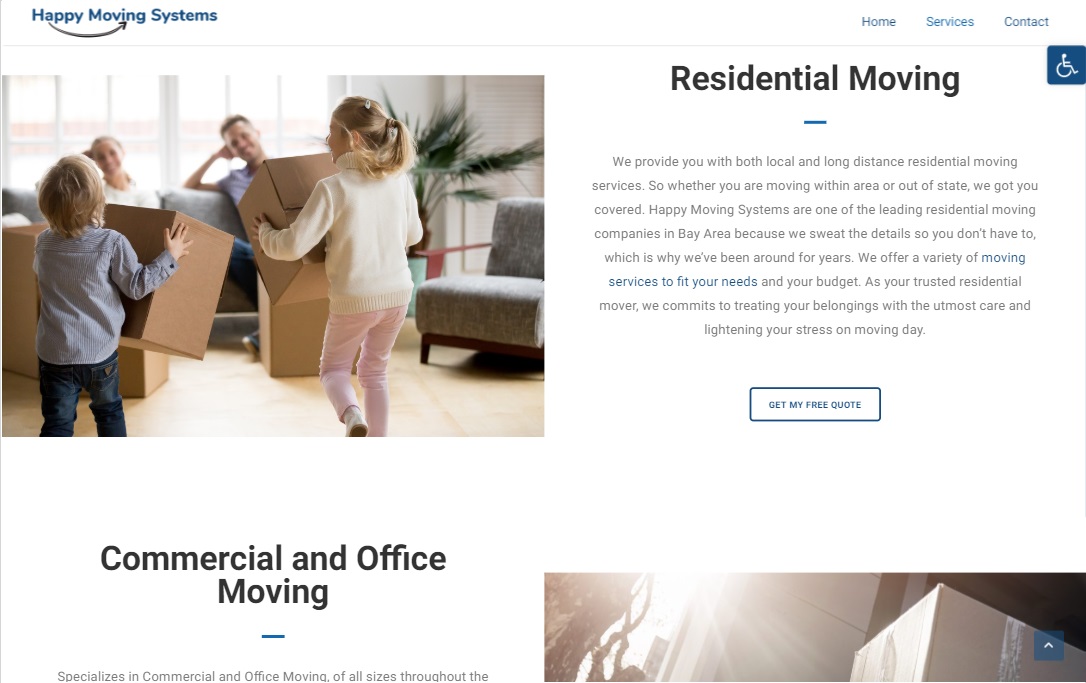 Happy Moving Systems
Home Services Contact
Residential Moving
We provide you with both local and long distance residential moving
services. So whether you are moving within area or out of state, we got you
covered. Happy Moving Systems are one of the leading residential moving
companies in Bay Area because we sweat the details so you don't have to,
which is why we've been around for years. We offer a variety of moving
services to fit your needs and your budget. As your trusted residential
mover, we commits to treating your belongings with the utmost care and
lightening your stress on moving day.
GET MY FREE QUOTE
Commercial and Office
Moving
Specializes in Commercial and Office Moving, of all sizes throughout the